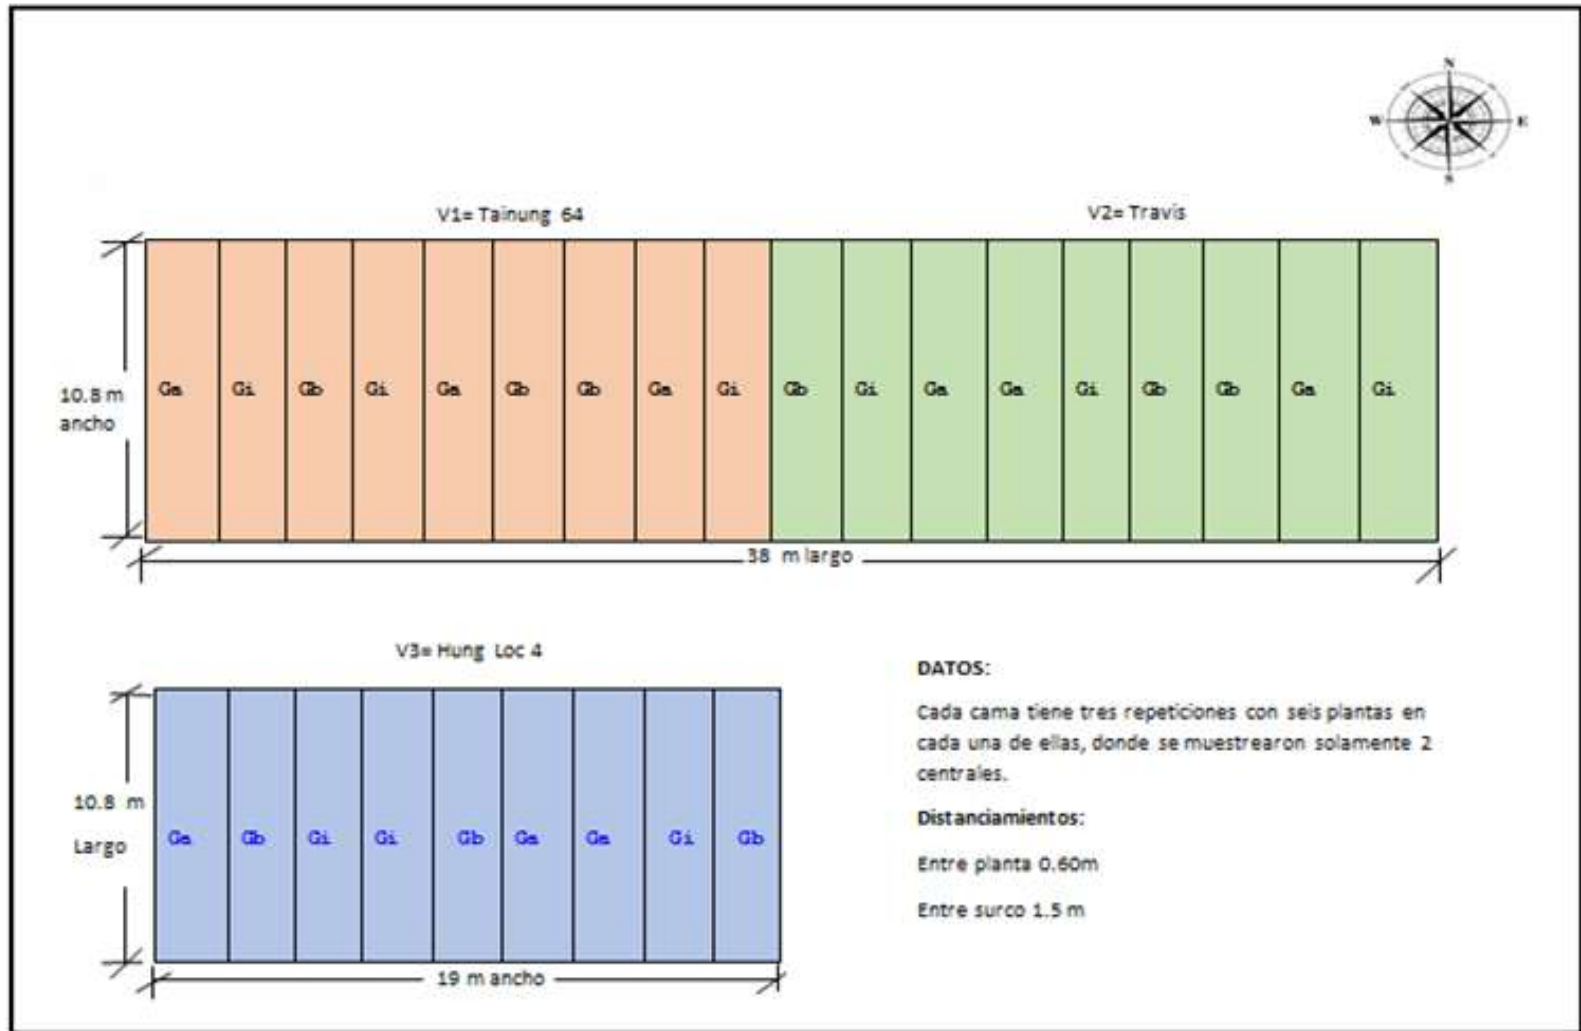 N
W E
S
V1= Tainung 64
V2= Travis
10.8 m
ancho
Ga Gi Gb Gi Ga Gb Gb Ga Gi Gb Gi Ga Ga Gi Gb Gb Ga Gi
38 m largo
V3= Hung Loc 4
10.8 m
Largo
Ga Gb Gi Gi Gb Ga Ga Gi Gb
19 m ancho
DATOS:
Cada cama tiene tres repeticiones con seis plantas en
cada una de ellas, donde se muestrearon solamente 2
centrales.
Distanciamientos:
Entre planta 0.60m
Entre surco 1.5 m